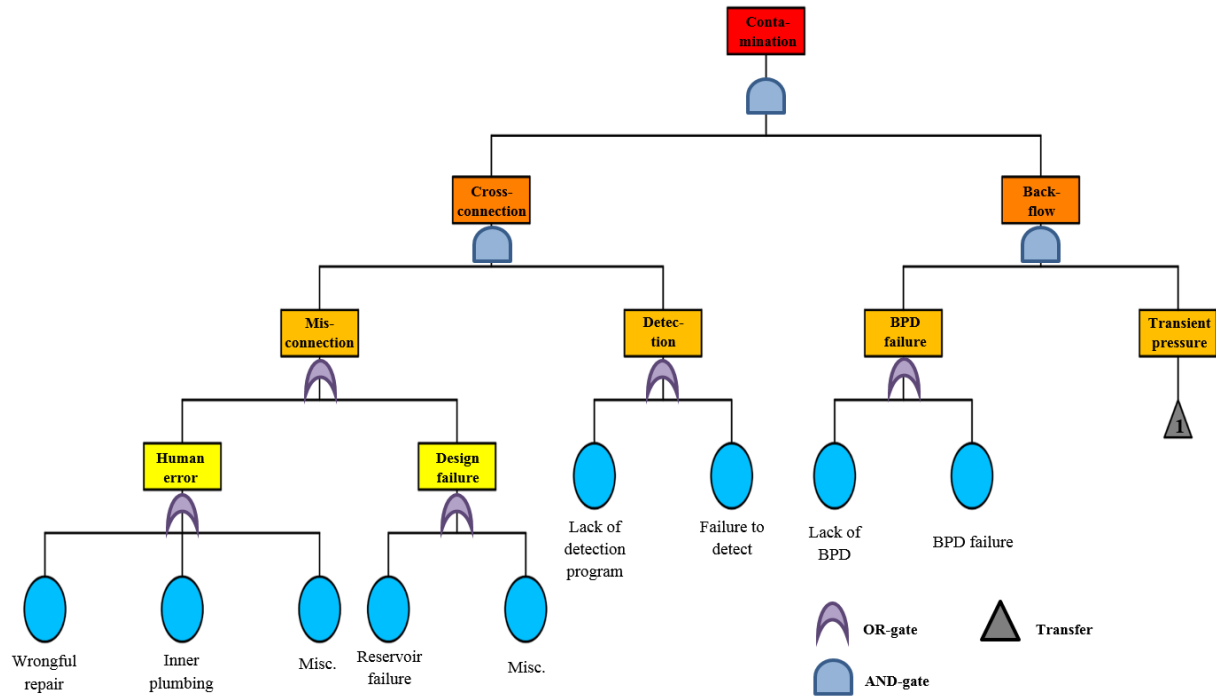 Conta-
mination
Cross-
connection
Back-
flow
Mis-
connection
Detec-
tion
BPD
failure
Transient
pressure
1
Human
error
Design
failure
Lack of
detection
program
Failure to
detect
Lack of
BPD
BPD failure
Wrongful
repair
Inner
plumbing
Misc.
Reservoir
failure
Misc.
OR-gate
Transfer
AND-gate